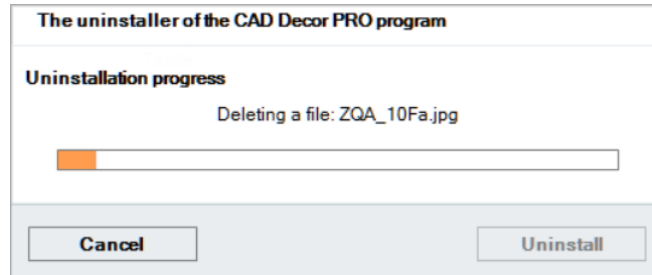 The uninstaller of the CAD Decor PRO program
Uninstallation progress
Deleting a file: ZQA_10Fa.jpg
Cancel
Uninstall